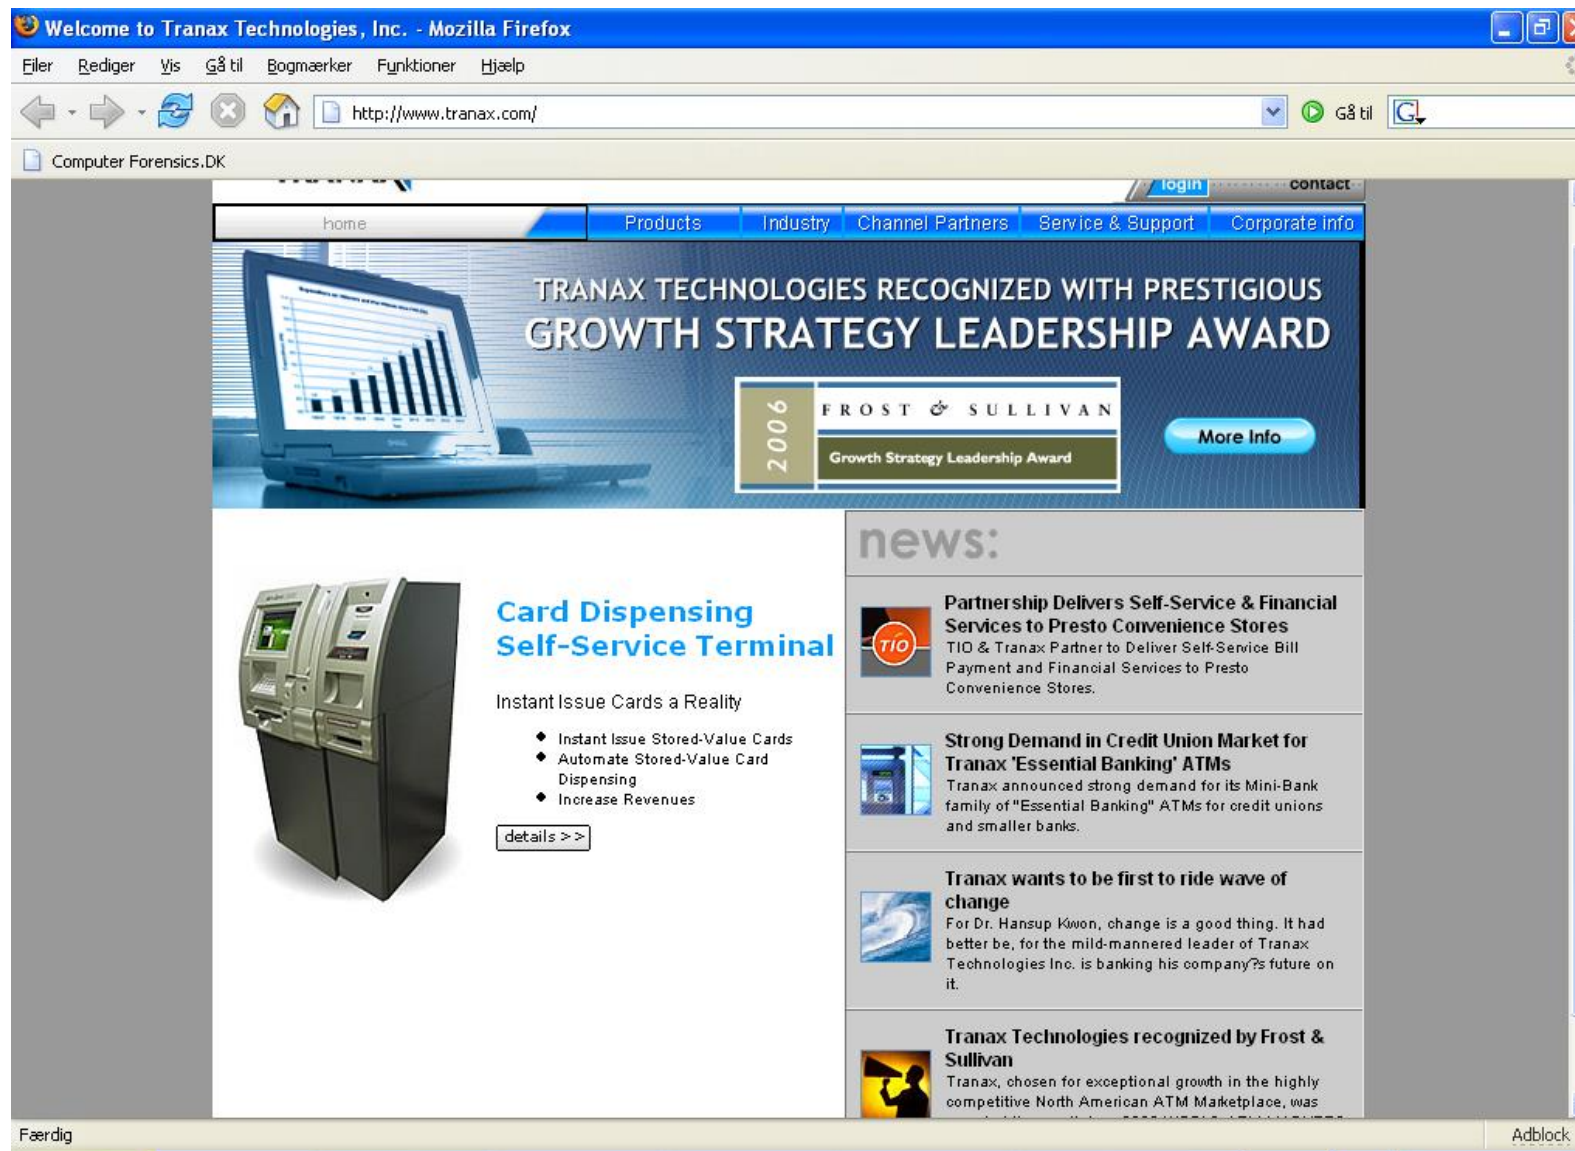 Welcome to Tranax Technologies, Inc. - Mozilla Firefox
Filer Rediger Vis Gå til Bogmærker Funktioner Hjælp
http://www.tranax.com/
Gå til
Computer Forensics.DK
login
contact
home
Products
Industry
Channel Partners
Service & Support
Corporate info
TRANAX TECHNOLOGIES RECOGNIZED WITH PRESTIGIOUS
GROWTH STRATEGY LEADERSHIP AWARD
2006
FROST & SULLIVAN
Growth Strategy Leadership Award
More Info
Card Dispensing
Self-Service Terminal
Instant Issue Cards a Reality
Instant Issue Stored-Value Cards
Automate Stored-Value Card
Dispensing
Increase Revenues
details >>
news:
TIO
Partnership Delivers Self-Service & Financial
Services to Presto Convenience Stores
TIO & Tranax Partner to Deliver Self-Service Bill
Payment and Financial Services to Presto
Convenience Stores.
Strong Demand in Credit Union Market for
Tranax 'Essential Banking' ATMs
Tranax announced strong demand for its Mini-Bank
family of "Essential Banking" ATMs for credit unions
and smaller banks.
Tranax wants to be first to ride wave of
change
For Dr. Hansup Kwon, change is a good thing. It had
better be, for the mild-mannered leader of Tranax
Technologies Inc. is banking his company?s future on
it.
Tranax Technologies recognized by Frost &
Sullivan
Tranax, chosen for exceptional growth in the highly
competitive North American ATM Marketplace, was
Færdig
Adblock